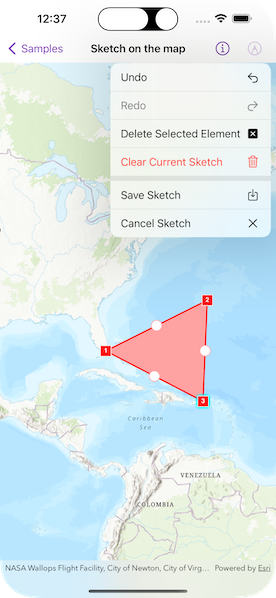 12:37
Samples
Sketch on the map
Undo
Redo
Delete Selected Element
Clear Current Sketch
Save Sketch
Cancel Sketch
2
1
3
Caribbean
Sea
VENEZUELA
COLOMBIA
NASA Wallops Flight Facility, City of Newton, City of Virg... Powered by Esri